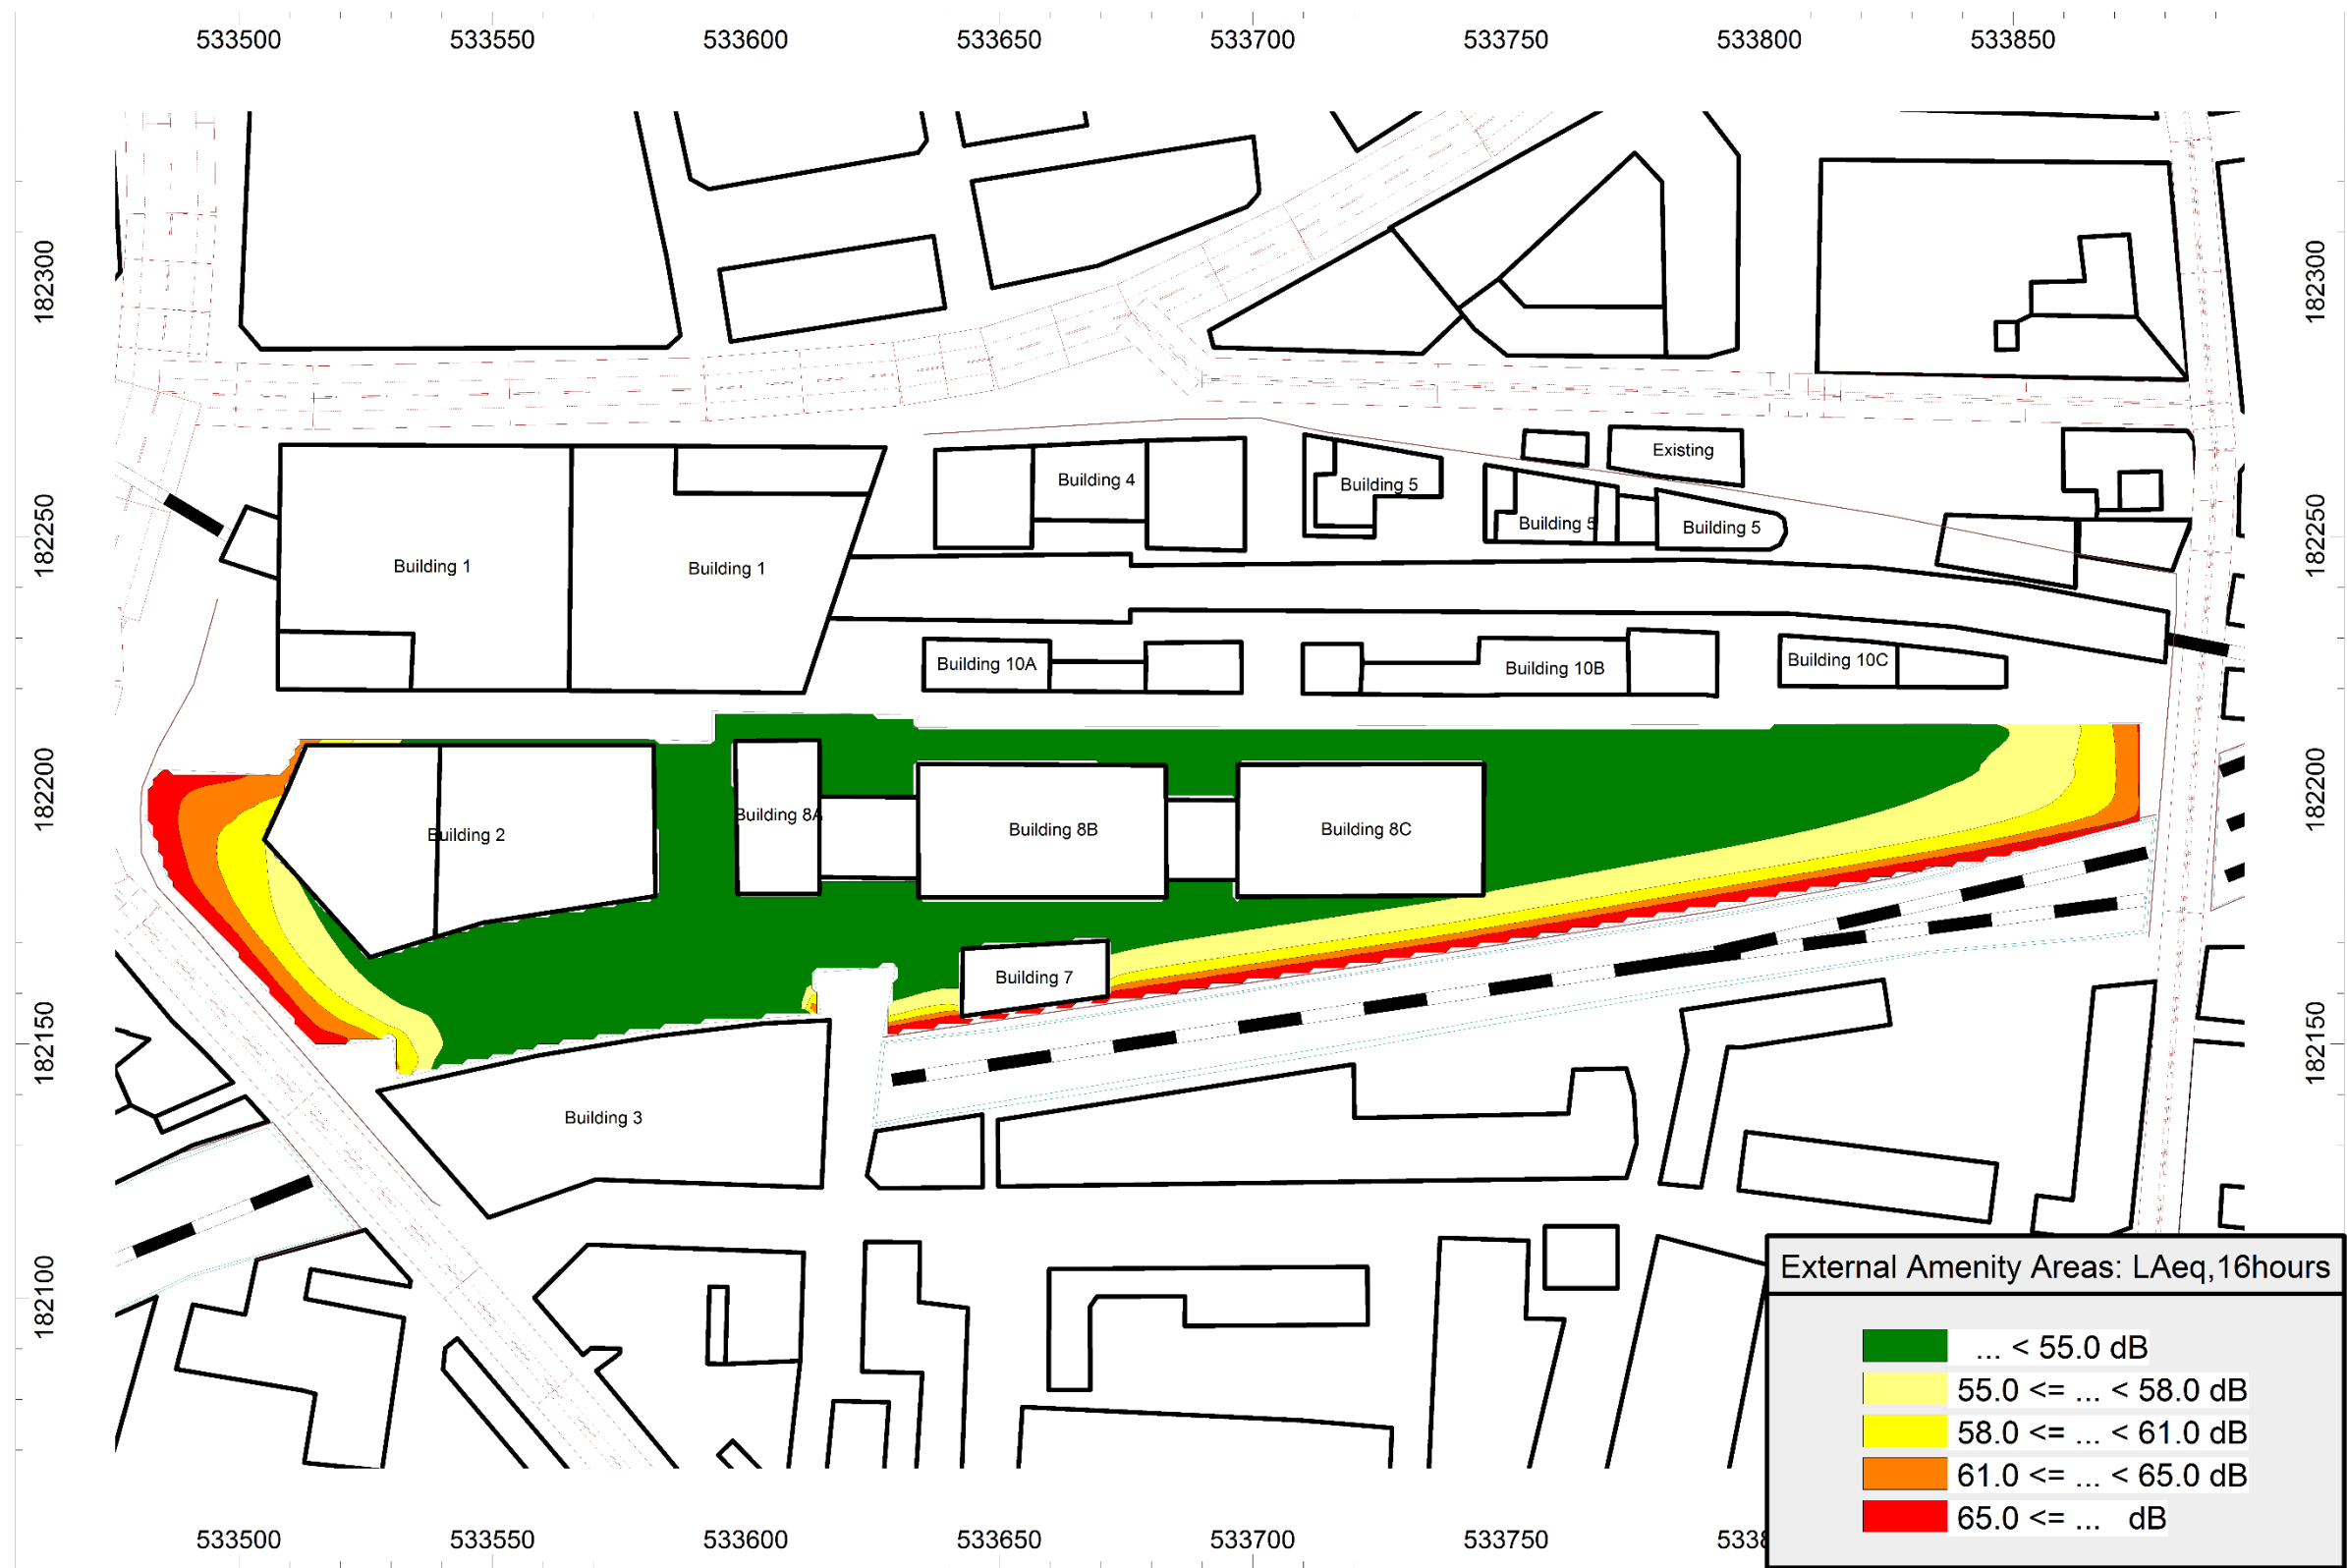 533500 533550 533600 533650 533700 533750 533800 533850
182300 182300
Existing
Building 4
Building 5
Building 5
Building 5
182250 182250
Building 1
Building 1
Building 10A
Building 10B
Building 10C
182200 182200
Building 8A
Building 2
Building 8B
Building 8C
Building 7
182150 182150
Building 3
182100
External Amenity Areas: LAeq,16hours
... < 55.0 dB
55.0 <= ... < 58.0 dB
58.0 <= ... < 61.0 dB
61.0 <= ... < 65.0 dB
65.0 <= ... dB
533500 533550 533600 533650 533700 533750